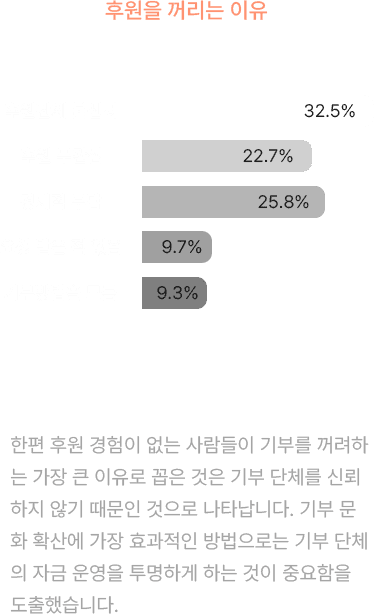 후원을 꺼리는 이유
32.5%
22.7%
25.8%
9.7%
9.3%
한편 후원 경험이 없는 사람들이 기부를 꺼려하
는 가장 큰 이유로 꼽은 것은 기부 단체를 신뢰
하지 않기 때문인 것으로 나타납니다. 기부 문
화 확산에 가장 효과적인 방법으로는 기부 단체
의 자금 운영을 투명하게 하는 것이 중요함을
도출했습니다.